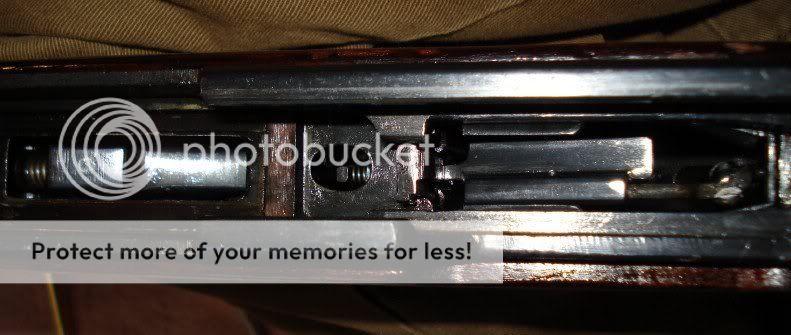 photobucket
Protect more of your memories for less!